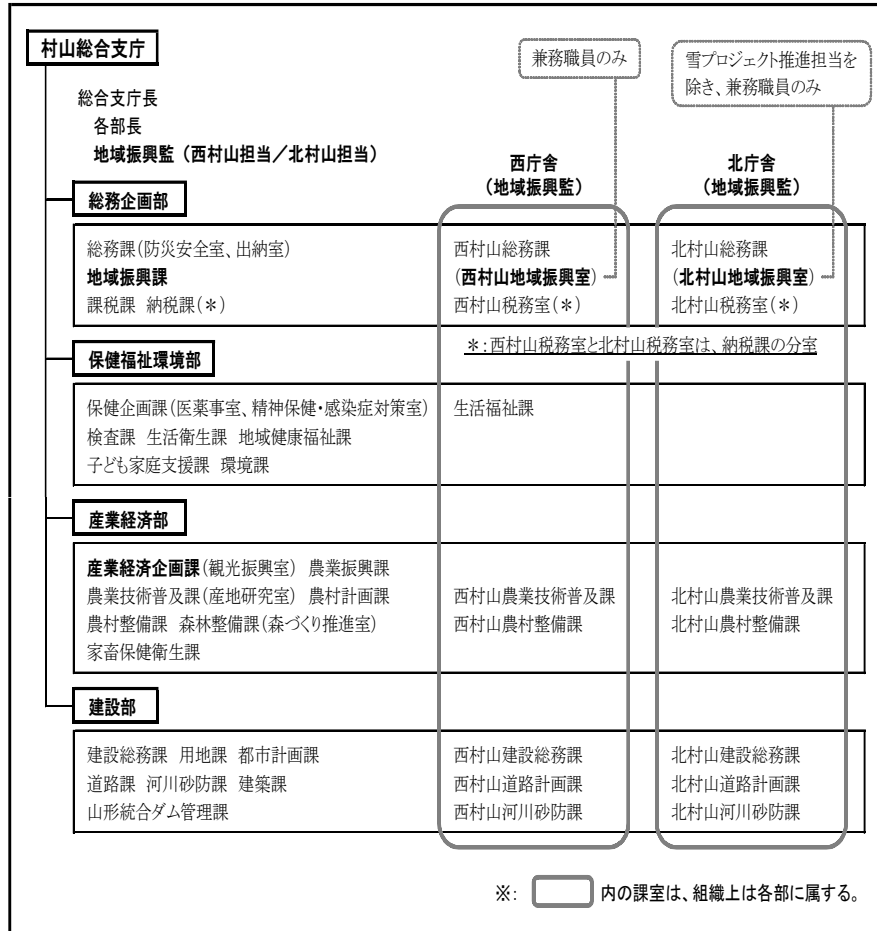 村山総合支庁
兼務職員のみ
雪プロジェクト推進担当を
除き、兼務職員のみ
総合支庁長
各部長
地域振興監（西村山担当／北村山担当）
西庁舎
（地域振興監）
北庁舎
（地域振興監）
総務企画部
総務課（防災安全室、出納室） 西村山総務課 北村山総務課
地域振興課 （西村山地域振興室） （北村山地域振興室）
課税課 納税課（＊） 西村山税務室（＊） 北村山税務室（＊）
＊：西村山税務室と北村山税務室は、納税課の分室
保健福祉環境部
保健企画課（医薬事室、精神保健・感染症対策室） 生活福祉課
検査課 生活衛生課 地域健康福祉課
子ども家庭支援課 環境課
産業経済部
産業経済企画課（観光振興室） 農業振興課
農業技術普及課（産地研究室） 農村計画課 西村山農業技術普及課 北村山農業技術普及課
農村整備課 森林整備課（森づくり推進室） 西村山農村整備課 北村山農村整備課
家畜保健衛生課
建設部
建設総務課 用地課 都市計画課 西村山建設総務課 北村山建設総務課
道路課 河川砂防課 建築課 西村山道路計画課 北村山道路計画課
山形統合ダム管理課 西村山河川砂防課 北村山河川砂防課
※： 内の課室は、組織上は各部に属する。